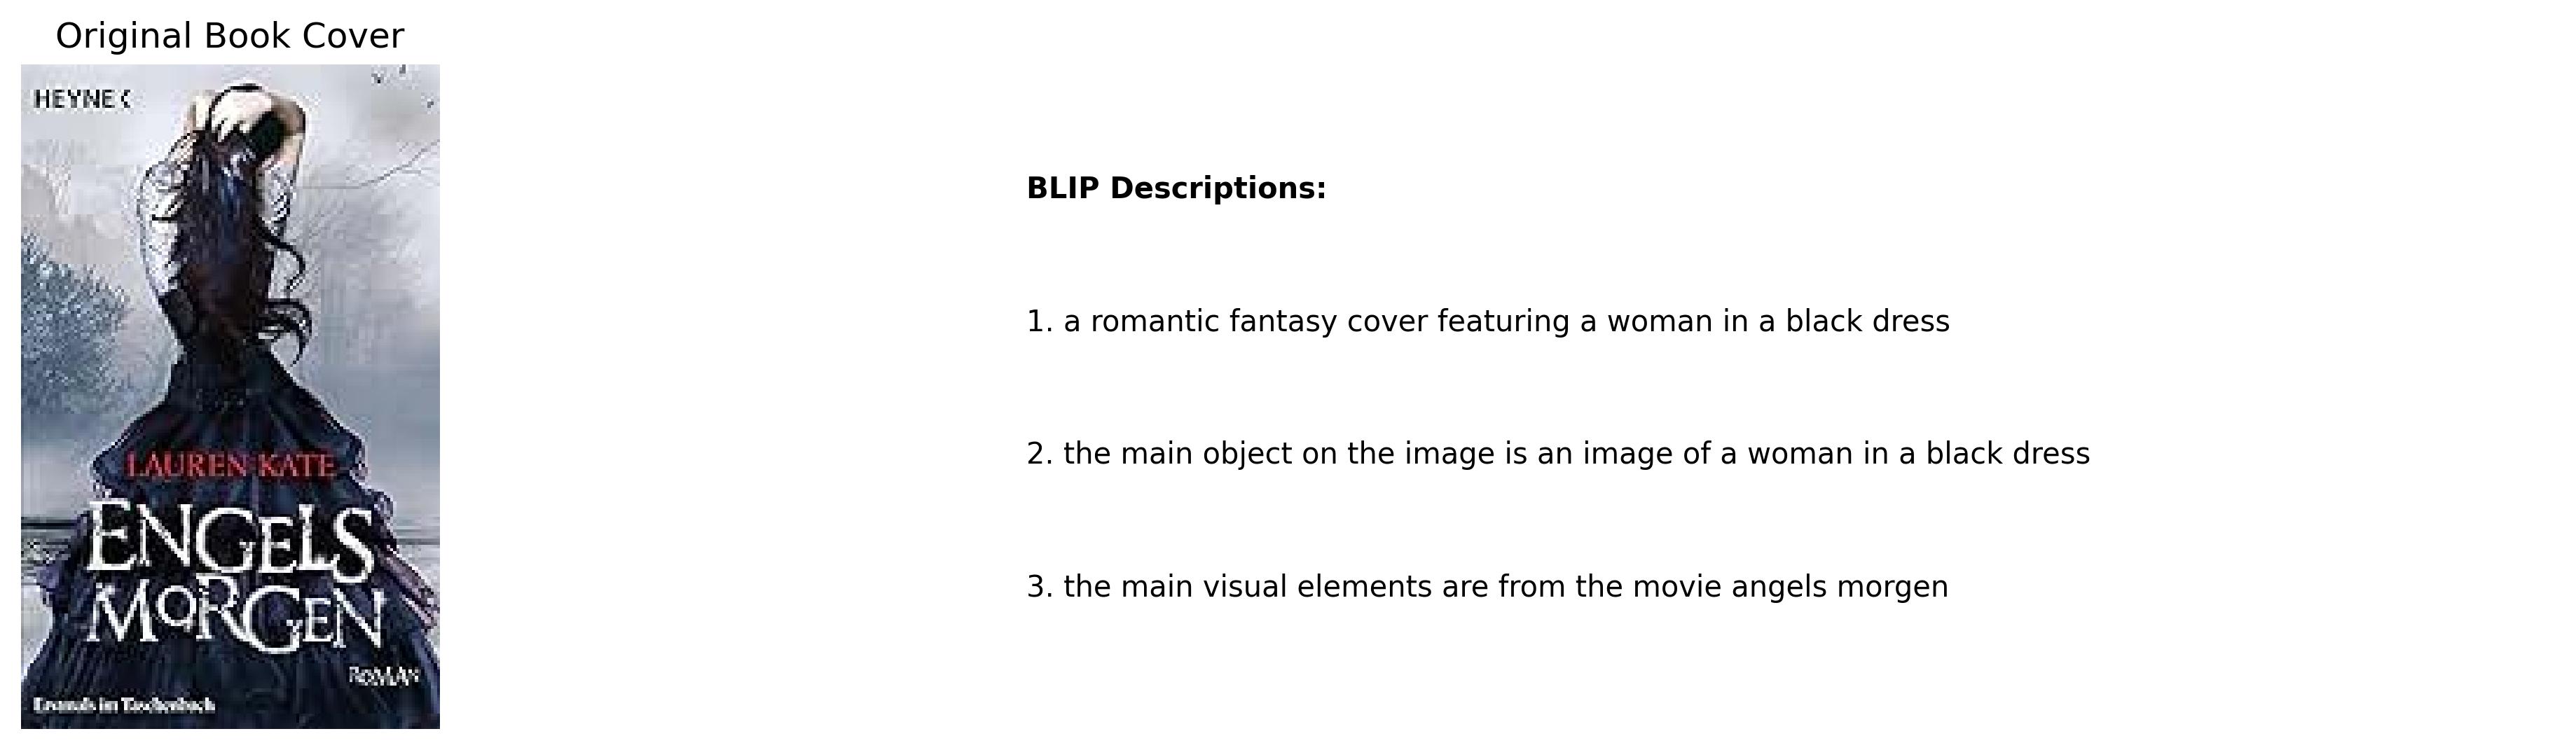 Original Book Cover
HEYNE <
LAUREN KATE
ENGELS
MORGEN
ROMAN
Erstmals im Taschenbuch
BLIP Descriptions:
1. a romantic fantasy cover featuring a woman in a black dress
2. the main object on the image is an image of a woman in a black dress
3. the main visual elements are from the movie angels morgen